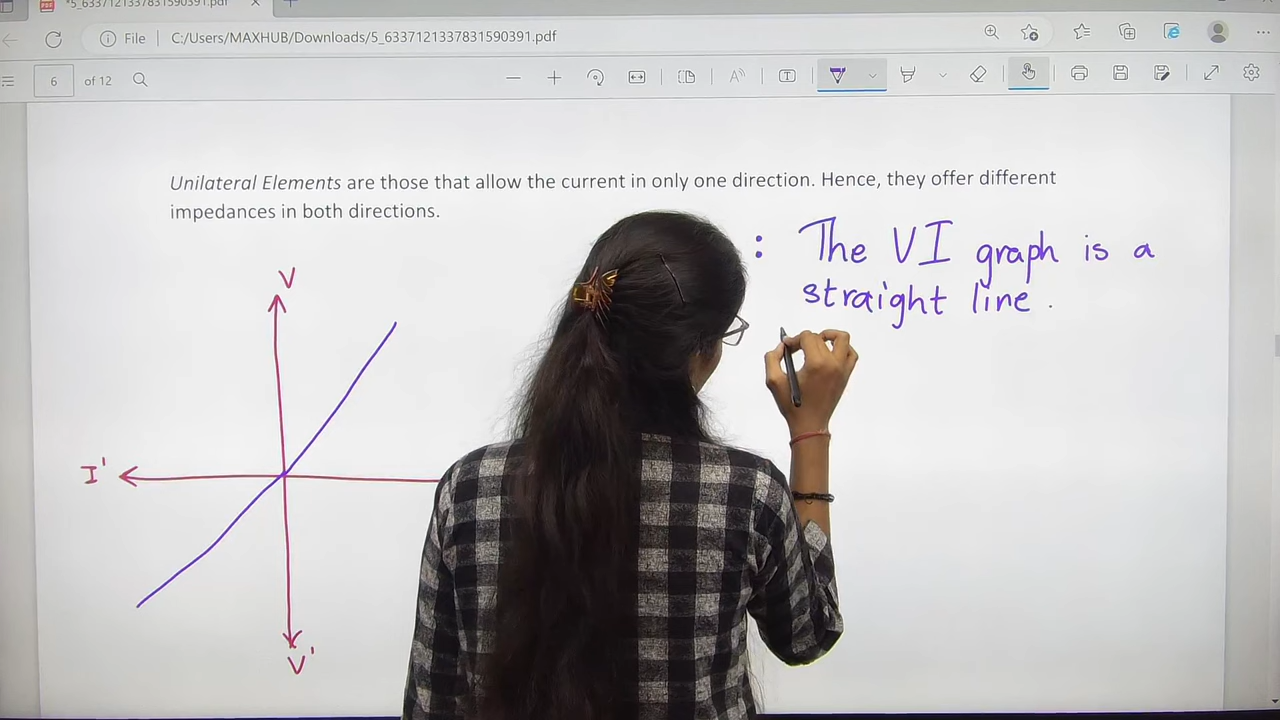 *5_6337121337831590391.pdf
File | C:/Users/MAXHUB/Downloads/5_6337121337831590391.pdf
6 of 12
Unilateral Elements are those that allow the current in only one direction. Hence, they offer different
impedances in both directions.
: The VI graph is a
straight line.
V
I'
V'